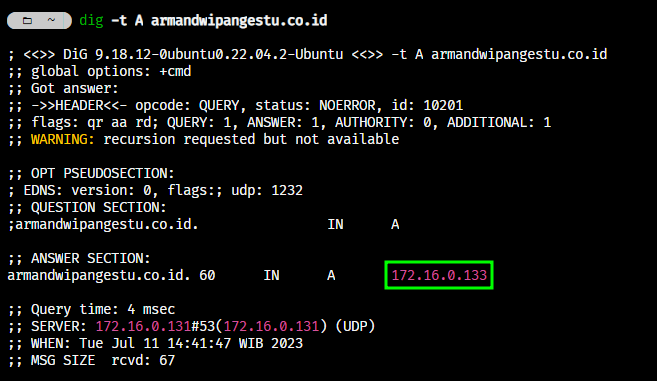 ~ dig -t A armandwipangestu.co.id
; <<>> DiG 9.18.12-0ubuntu0.22.04.2-Ubuntu <<>> -t A armandwipangestu.co.id
;; global options: +cmd
;; Got answer:
;; ->>HEADER<<- opcode: QUERY, status: NOERROR, id: 10201
;; flags: qr aa rd; QUERY: 1, ANSWER: 1, AUTHORITY: 0, ADDITIONAL: 1
;; WARNING: recursion requested but not available
;; OPT PSEUDOSECTION:
; EDNS: version: 0, flags:; udp: 1232
;; QUESTION SECTION:
;armandwipangestu.co.id. IN A
;; ANSWER SECTION:
armandwipangestu.co.id. 60 IN A 172.16.0.133
;; Query time: 4 msec
;; SERVER: 172.16.0.131#53(172.16.0.131) (UDP)
;; WHEN: Tue Jul 11 14:41:47 WIB 2023
;; MSG SIZE rcvd: 67